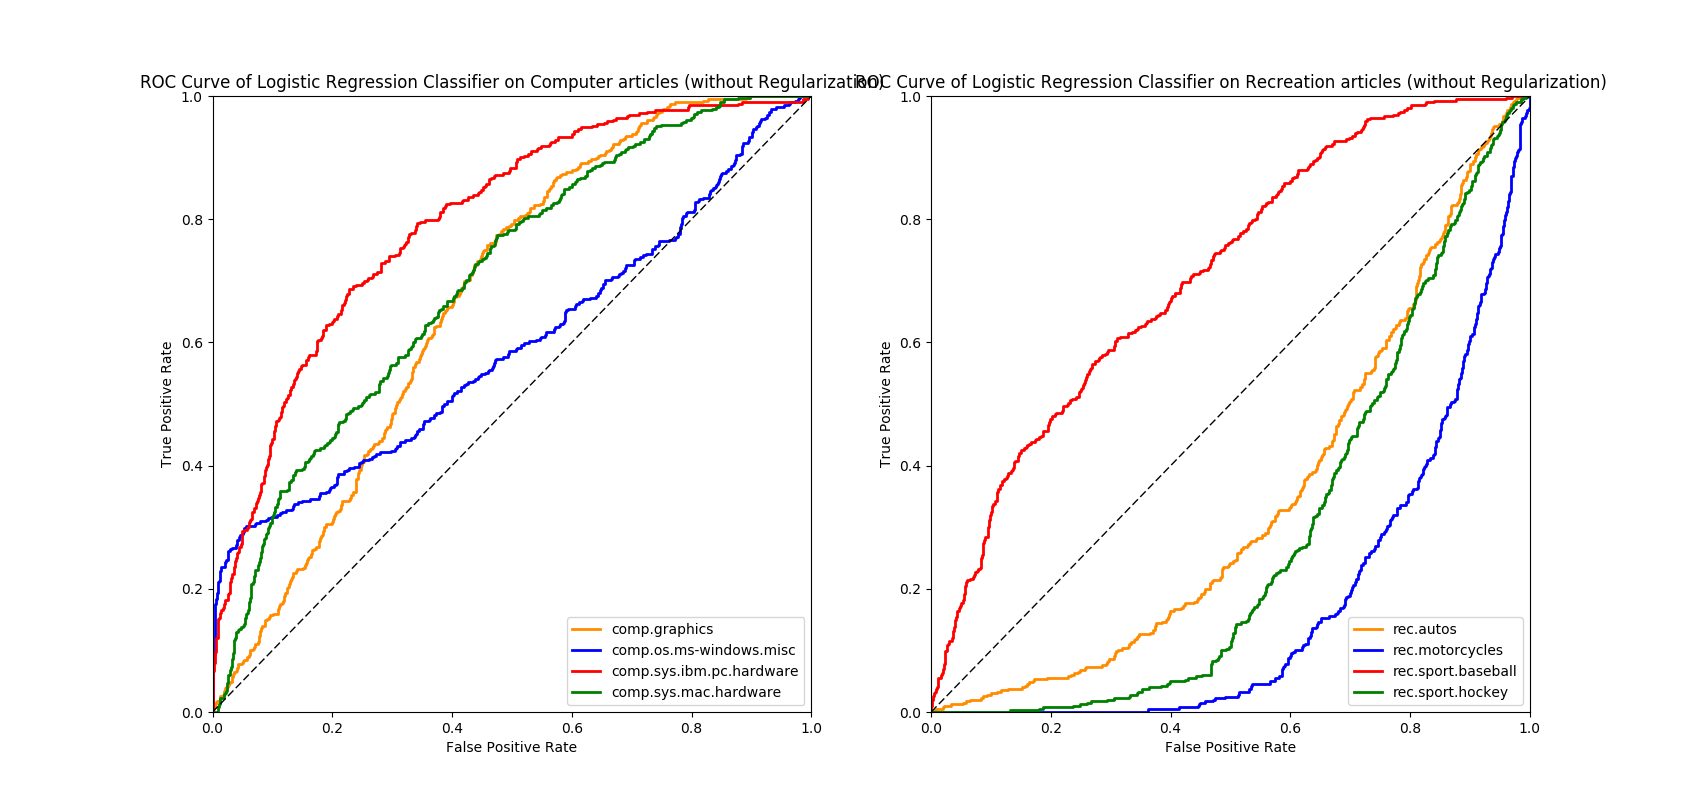 ROC Curve of Logistic Regression Classifier on Computer articles (without Regularization)
1.0
0.8
0.6
0.4
0.2
0.0
True Positive Rate
comp.graphics
comp.os.ms-windows.misc
comp.sys.ibm.pc.hardware
comp.sys.mac.hardware
0.0 0.2 0.4 0.6 0.8 1.0
False Positive Rate
ROC Curve of Logistic Regression Classifier on Recreation articles (without Regularization)
1.0
0.8
0.6
0.4
0.2
0.0
True Positive Rate
rec.autos
rec.motorcycles
rec.sport.baseball
rec.sport.hockey
0.0 0.2 0.4 0.6 0.8 1.0
False Positive Rate